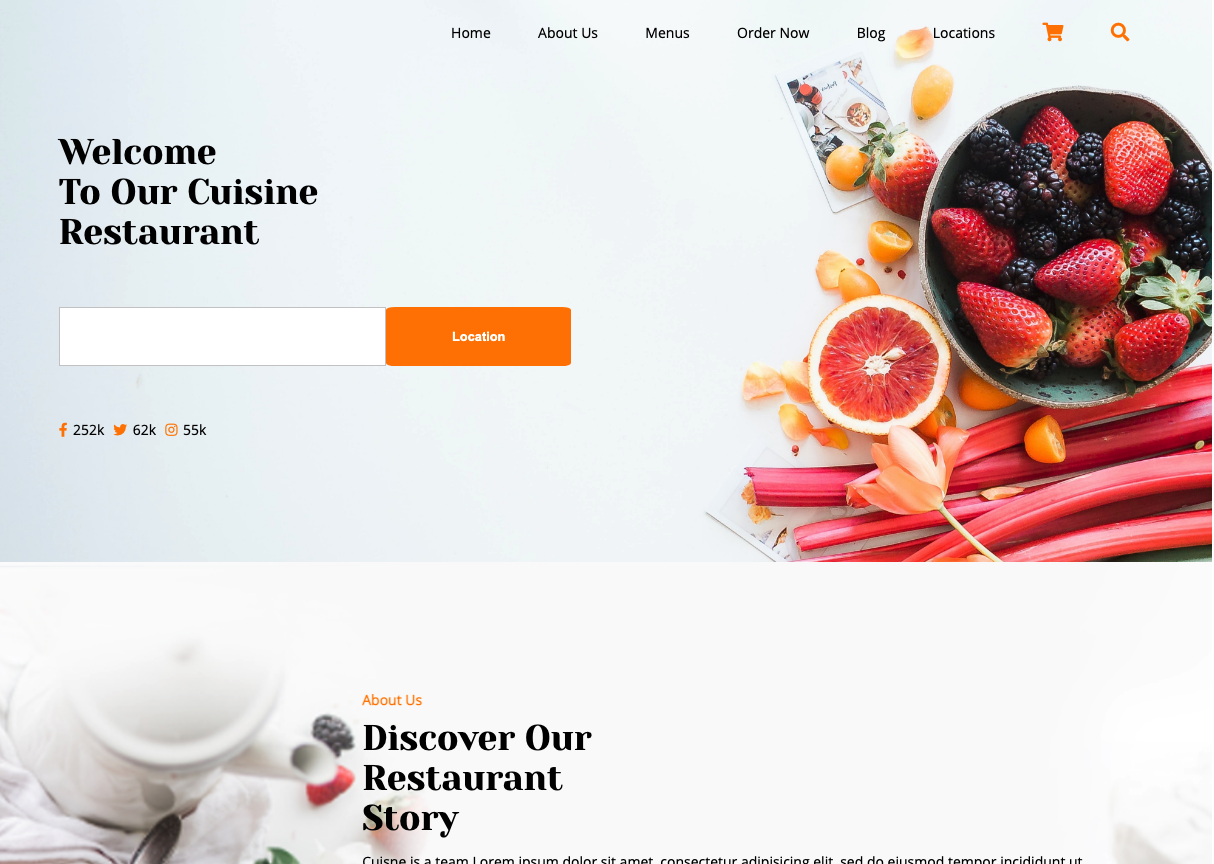 Home About Us Menus Order Now Blog Locations
Welcome
To Our Cuisine
Restaurant
Location
252k 62k 55k
About Us
Discover Our
Restaurant
Story
Cuisne is a team Lorem ipsum dolor sit amet, consectetur adipisicing elit, sed do eiusmod tempor incididunt ut